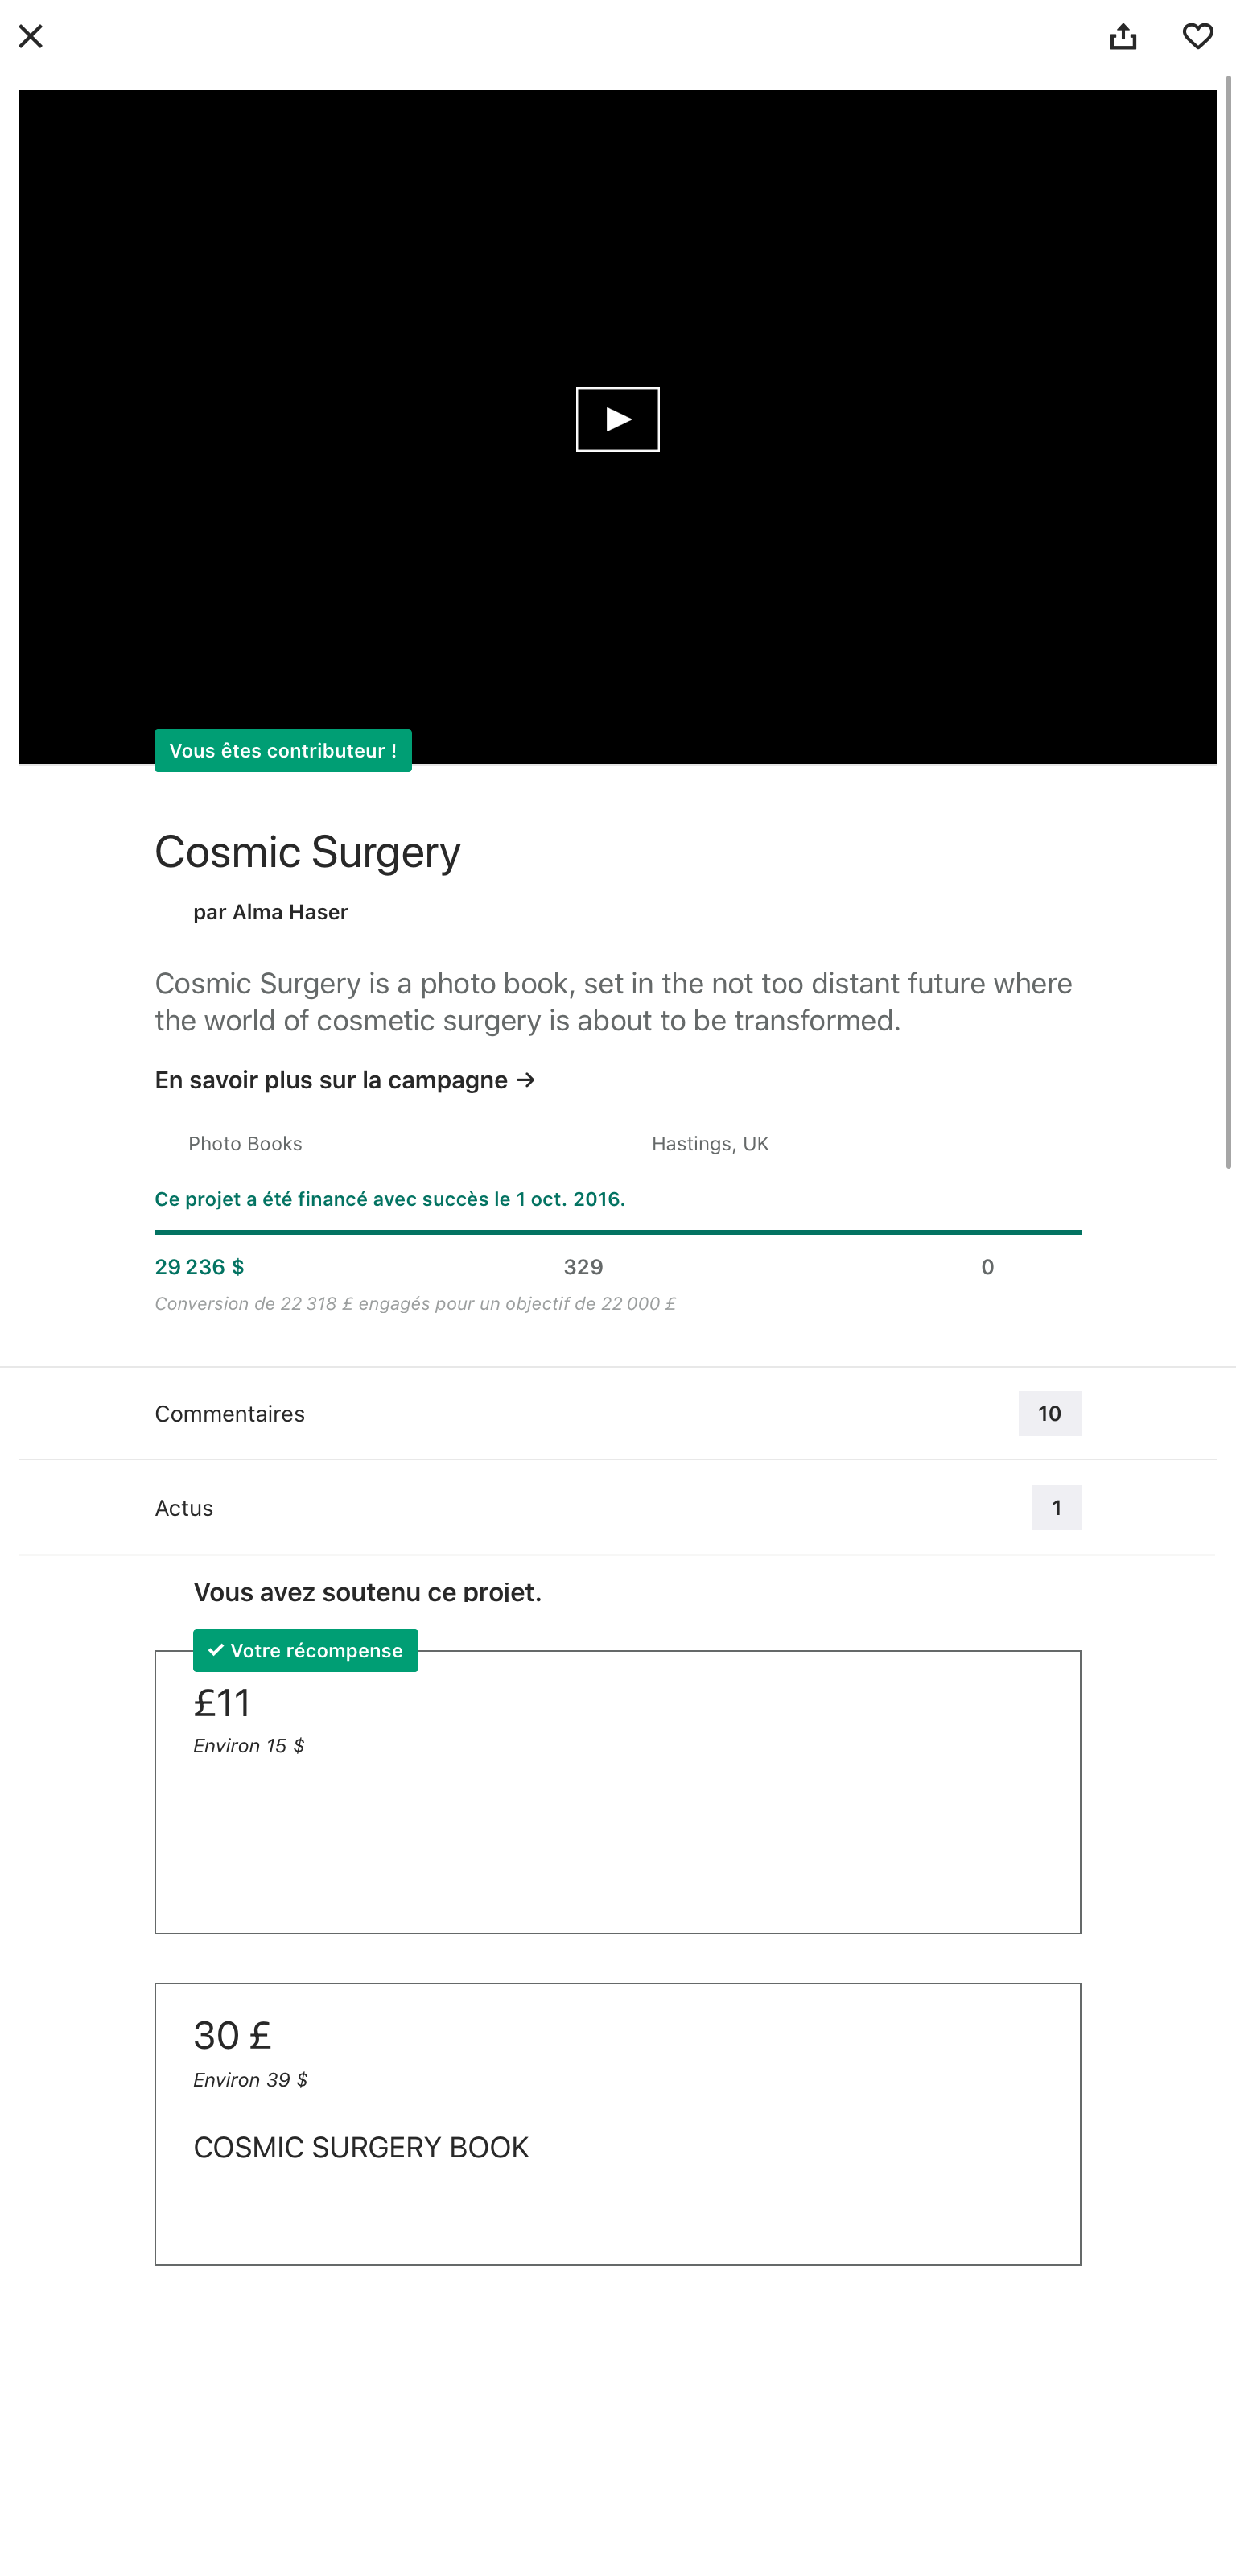 Vous êtes contributeur !
Cosmic Surgery
par Alma Haser
Cosmic Surgery is a photo book, set in the not too distant future where
the world of cosmetic surgery is about to be transformed.
En savoir plus sur la campagne →
Photo Books Hastings, UK
Ce projet a été financé avec succès le 1 oct. 2016.
29 236 $ 329 0
Conversion de 22 318 £ engagés pour un objectif de 22 000 £
Commentaires 10
Actus 1
Vous avez soutenu ce projet.
✔ Votre récompense
£11
Environ 15 $
30 £
Environ 39 $
COSMIC SURGERY BOOK